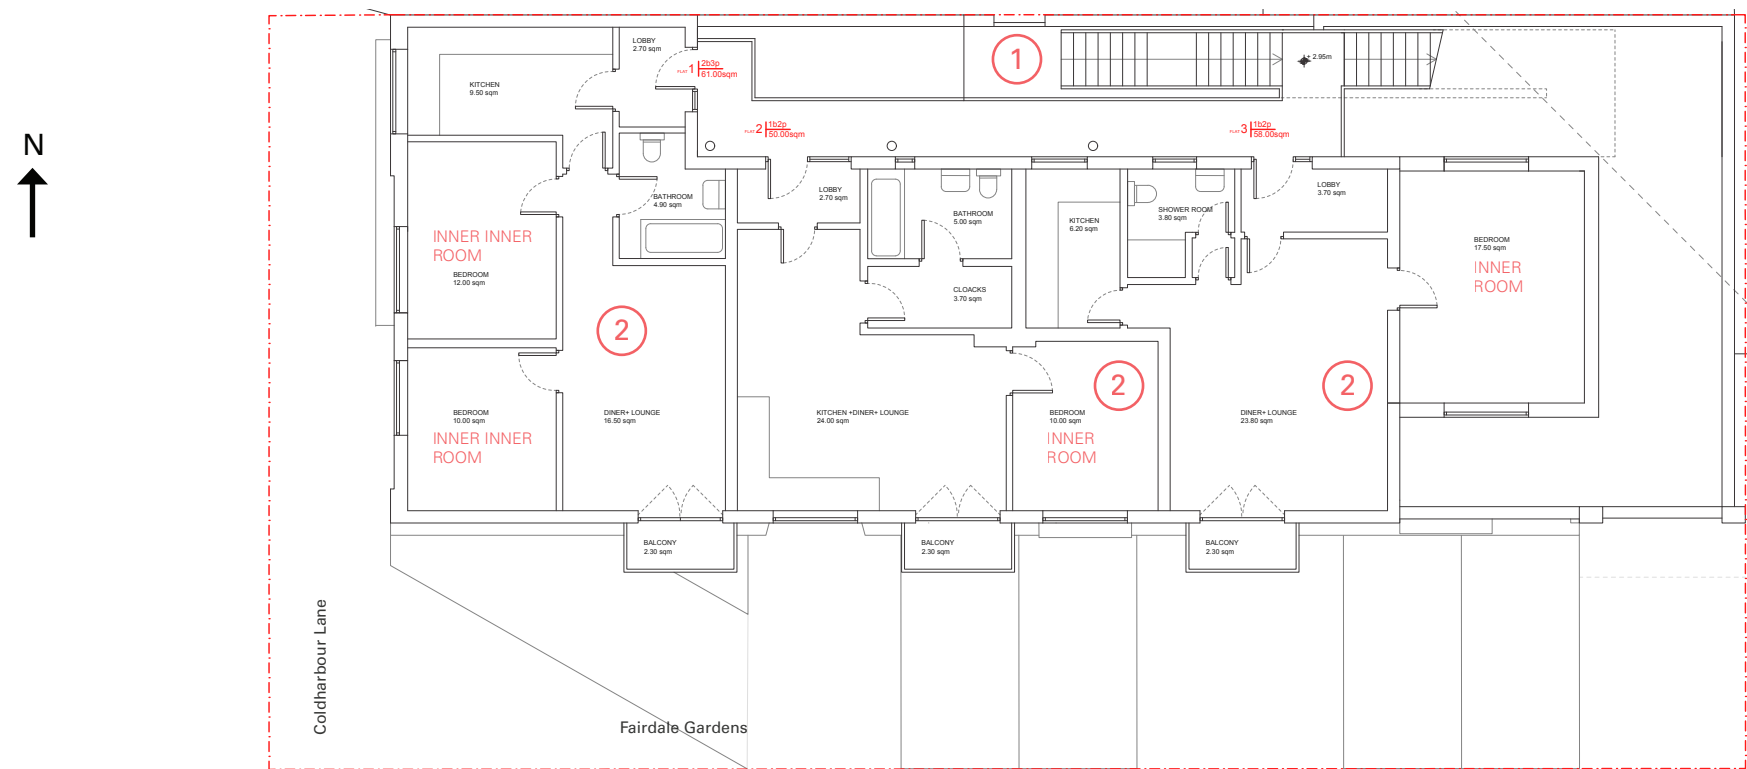 N
LOBBY
2.70 sqm
1
FLAT 1 2b3p
61.00sqm
+ 2.95m
KITCHEN
9.50 sqm
FLAT 2 1b2p
50.00sqm
FLAT 3 1b2p
58.00sqm
BATHROOM
4.90 sqm
LOBBY
2.70 sqm
BATHROOM
5.00 sqm
KITCHEN
6.20 sqm
SHOWER ROOM
3.80 sqm
LOBBY
3.70 sqm
INNER INNER
ROOM
BEDROOM
12.00 sqm
BEDROOM
17.50 sqm
INNER
ROOM
CLOACKS
3.70 sqm
2
2
2
BEDROOM
10.00 sqm
INNER INNER
ROOM
DINER+ LOUNGE
16.50 sqm
KITCHEN +DINER+ LOUNGE
24.00 sqm
BEDROOM
10.00 sqm
INNER
ROOM
DINER+ LOUNGE
23.80 sqm
BALCONY
2.30 sqm
BALCONY
2.30 sqm
BALCONY
2.30 sqm
Coldharbour Lane
Fairdale Gardens